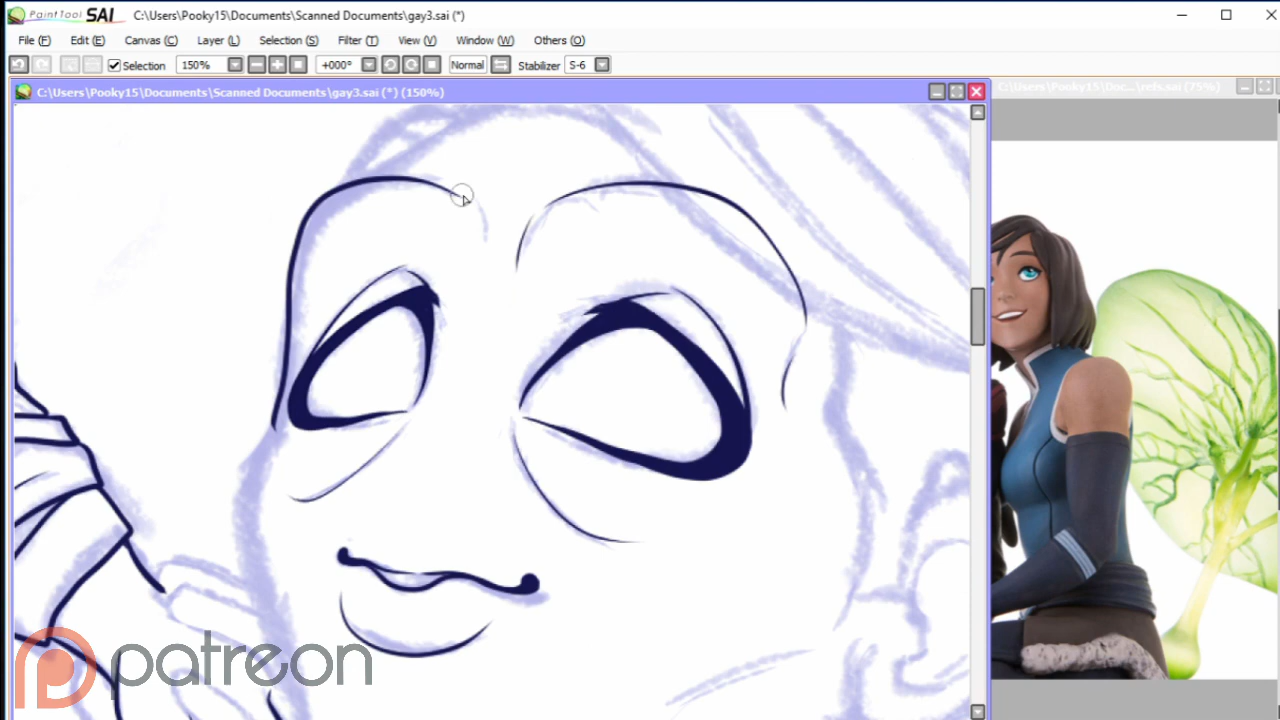 PaintTool SAI C:\Users\Pooky15\Documents\Scanned Documents\gay3.sai (*)
File (F) Edit (E) Canvas (C) Layer (L) Selection (S) Filter (T) View (V) Window (W) Others (O)
Selection 150% +000° Normal Stabilizer S-6
C:\Users\Pooky15\Documents\Scanned Documents\gay3.sai (*) (150%)
C:\Users\Pooky15\Doc...\refs.sai (75%)
patreon